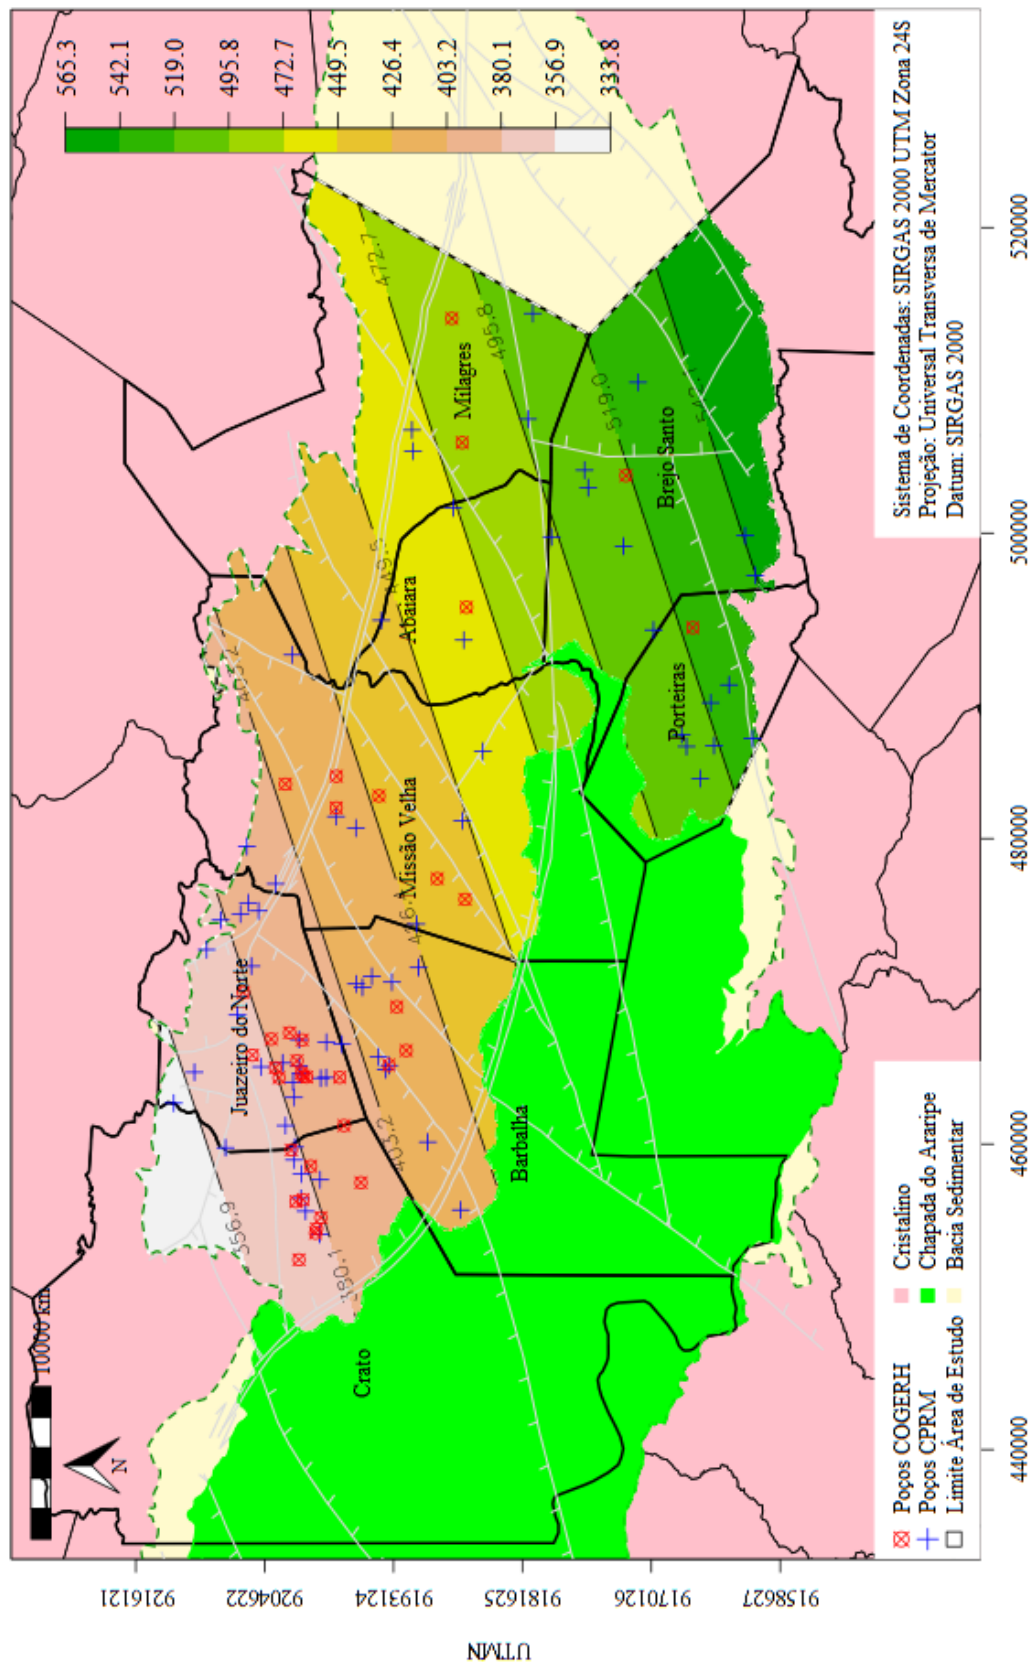 10000 km
N
565.3
542.1
519.0
495.8
472.7
449.5
426.4
403.2
380.1
356.9
333.8
356.9
380.1
403.2
403.2
426.4
449.5
472.7
495.8
519.0
Crato
Juazeiro do Norte
Barbalha
Missão Velha
Abaiara
Milagres
Porteiras
Brejo Santo
Poços COGERH
Poços CPRM
Limite Área de Estudo
Cristalino
Chapada do Araripe
Bacia Sedimentar
Sistema de Coordenadas: SIRGAS 2000 UTM Zona 24S
Projeção: Universal Transversa de Mercator
Datum: SIRGAS 2000
UTMN
9216121
9204622
9193124
9181625
9170126
9158627
440000
460000
480000
500000
520000